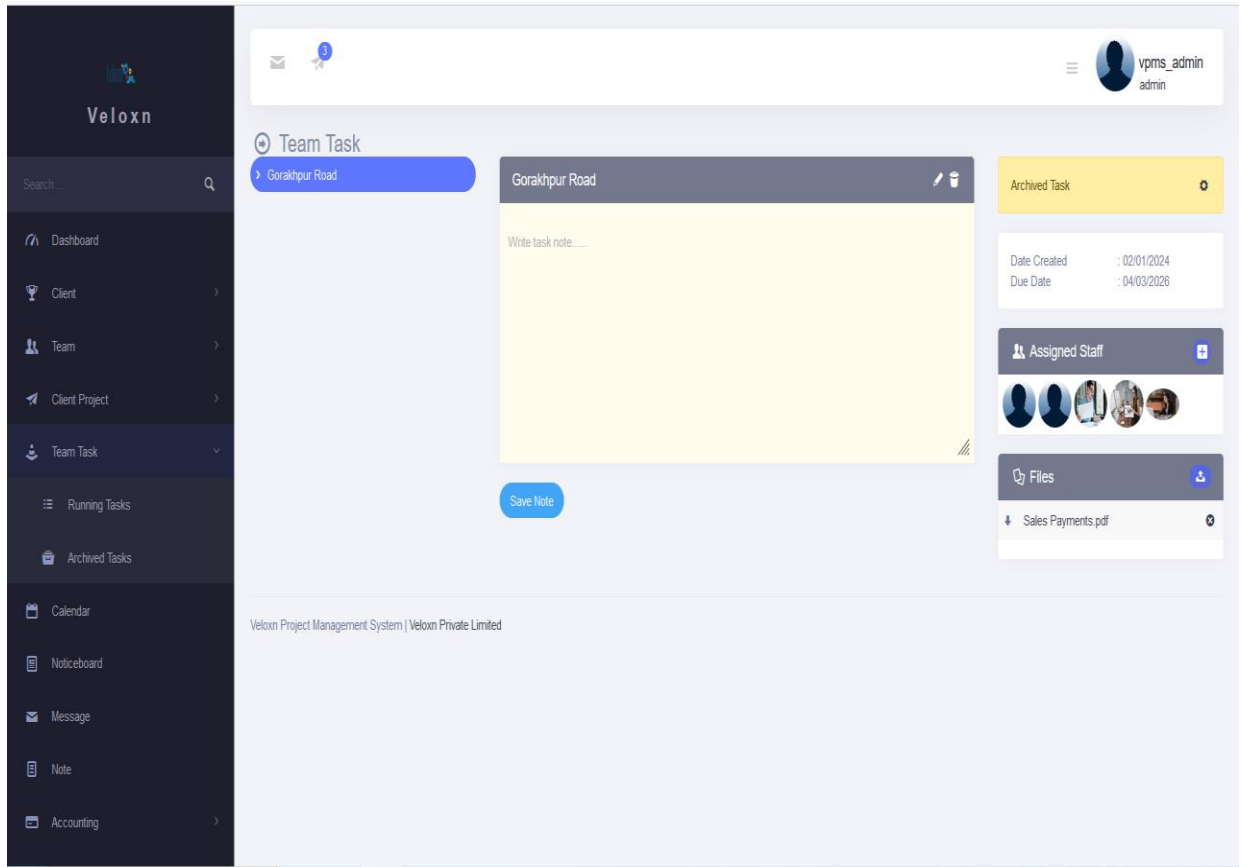 Veloxn
Search...
Dashboard
Client
Team
Client Project
Team Task
Running Tasks
Archived Tasks
Calendar
Noticeboard
Message
Note
Accounting
3
vpms_admin
admin
Team Task
Gorakhpur Road
Gorakhpur Road
Write task note......
Save Note
Archived Task
Date Created : 02/01/2024
Due Date : 04/03/2026
Assigned Staff
Files
Sales Payments.pdf
Veloxn Project Management System | Veloxn Private Limited